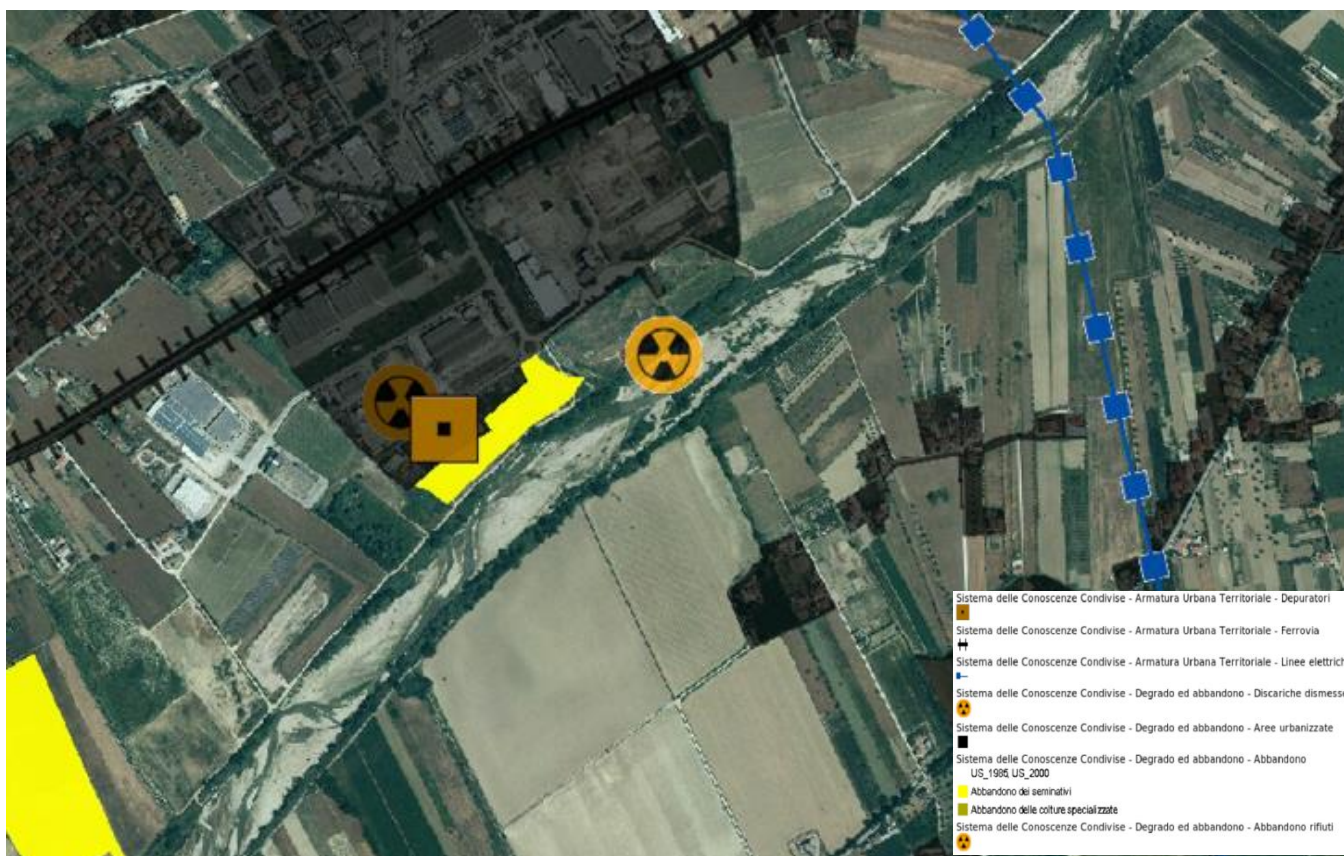 Sistema delle Conoscenze Condivise - Armatura Urbana Territoriale - Depuratori
Sistema delle Conoscenze Condivise - Armatura Urbana Territoriale - Ferrovia
Sistema delle Conoscenze Condivise - Armatura Urbana Territoriale - Linee elettrich
Sistema delle Conoscenze Condivise - Degrado ed abbandono - Discariche dismesse
Sistema delle Conoscenze Condivise - Degrado ed abbandono - Aree urbanizzate
Sistema delle Conoscenze Condivise - Degrado ed abbandono - Abbandono
US_1985, US_2000
Abbandono dei seminativi
Abbandono delle colture specializzate
Sistema delle Conoscenze Condivise - Degrado ed abbandono - Abbandono rifiuti